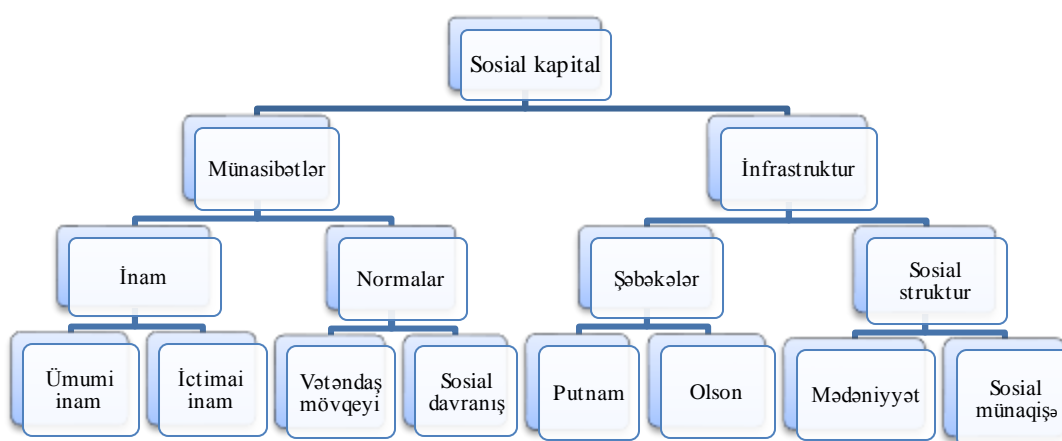 Sosial kapital
Münasibətlər
İnfrastruktur
İnam
Normalar
Şəbəkələr
Sosial
struktur
Ümumi
inam
İctimai
inam
Vətəndaş
mövqeyi
Sosial
davranış
Putnam
Olson
Mədəniyyət
Sosial
münaqişə